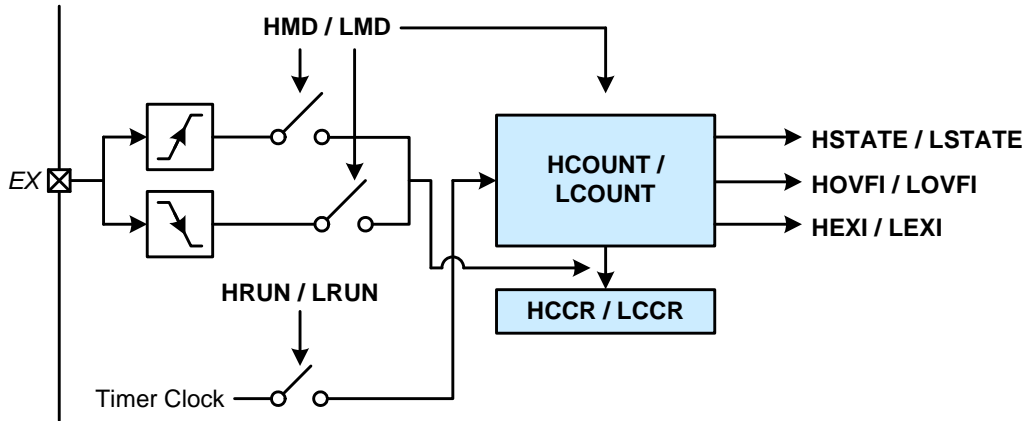 HMD / LMD
EX
HCOUNT /
LCOUNT
HSTATE / LSTATE
HOVFI / LOVFI
HEXI / LEXI
HRUN / LRUN
HCCR / LCCR
Timer Clock